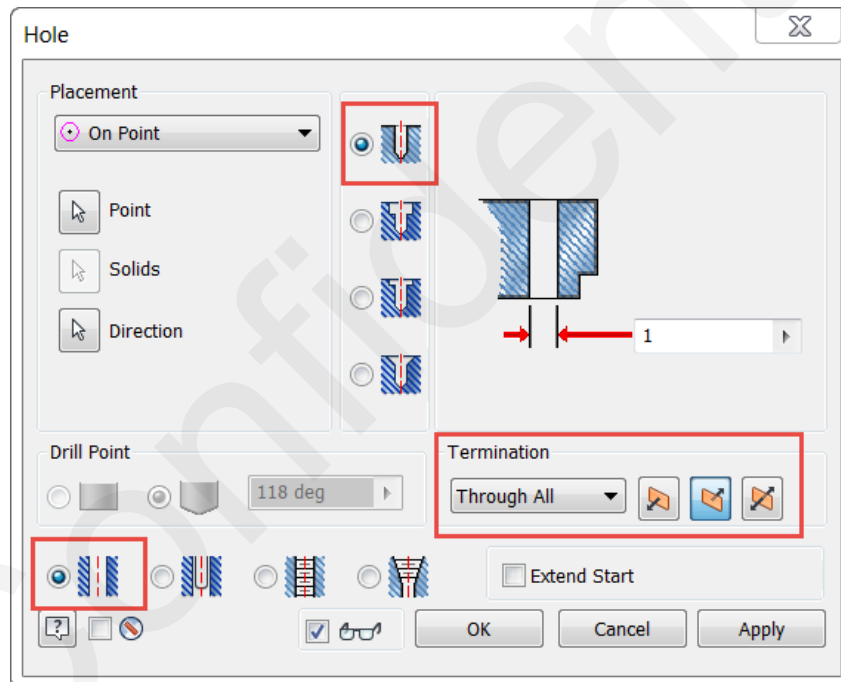 Hole
Placement
On Point
Point
Solids
Direction
1
Drill Point
118 deg
Termination
Through All
Extend Start
OK
Cancel
Apply
Confident